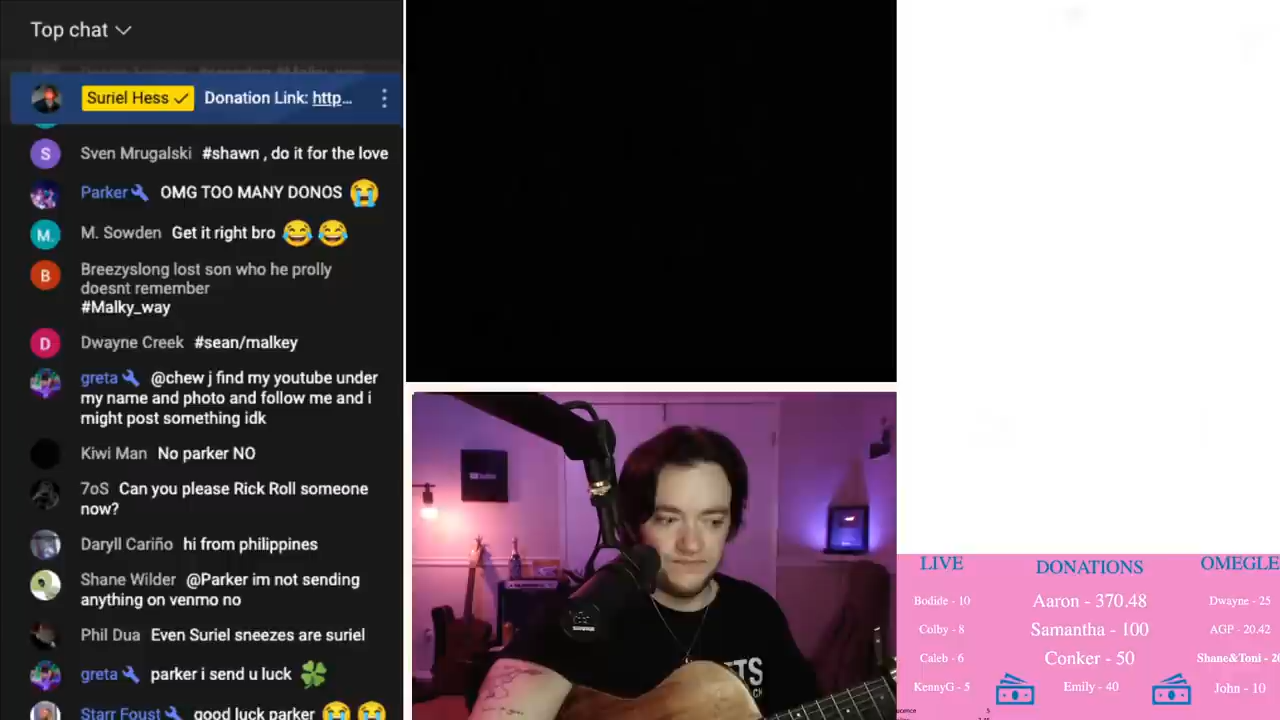 Top chat
Suriel Hess Donation Link: http...
Sven Mrugalski #shawn , do it for the love
Parker OMG TOO MANY DONOS 😭
M. Sowden Get it right bro 😂 😂
Breezyslong lost son who he prolly
doesnt remember
#Malky_way
Dwayne Creek #sean/malkey
greta @chew j find my youtube under
my name and photo and follow me and i
might post something idk
Kiwi Man No parker NO
7oS Can you please Rick Roll someone
now?
Daryll Cariño hi from philippines
Shane Wilder @Parker im not sending
anything on venmo no
Phil Dua Even Suriel sneezes are suriel
greta parker i send u luck 🍀
Starr Foust good luck parker 😭 😭
LIVE
Bodide - 10
Colby - 8
Caleb - 6
KennyG - 5
DONATIONS
Aaron - 370.48
Samantha - 100
Conker - 50
Emily - 40
OMEGLE
Dwayne - 25
AGP - 20.42
Shane&Toni - 20
John - 10